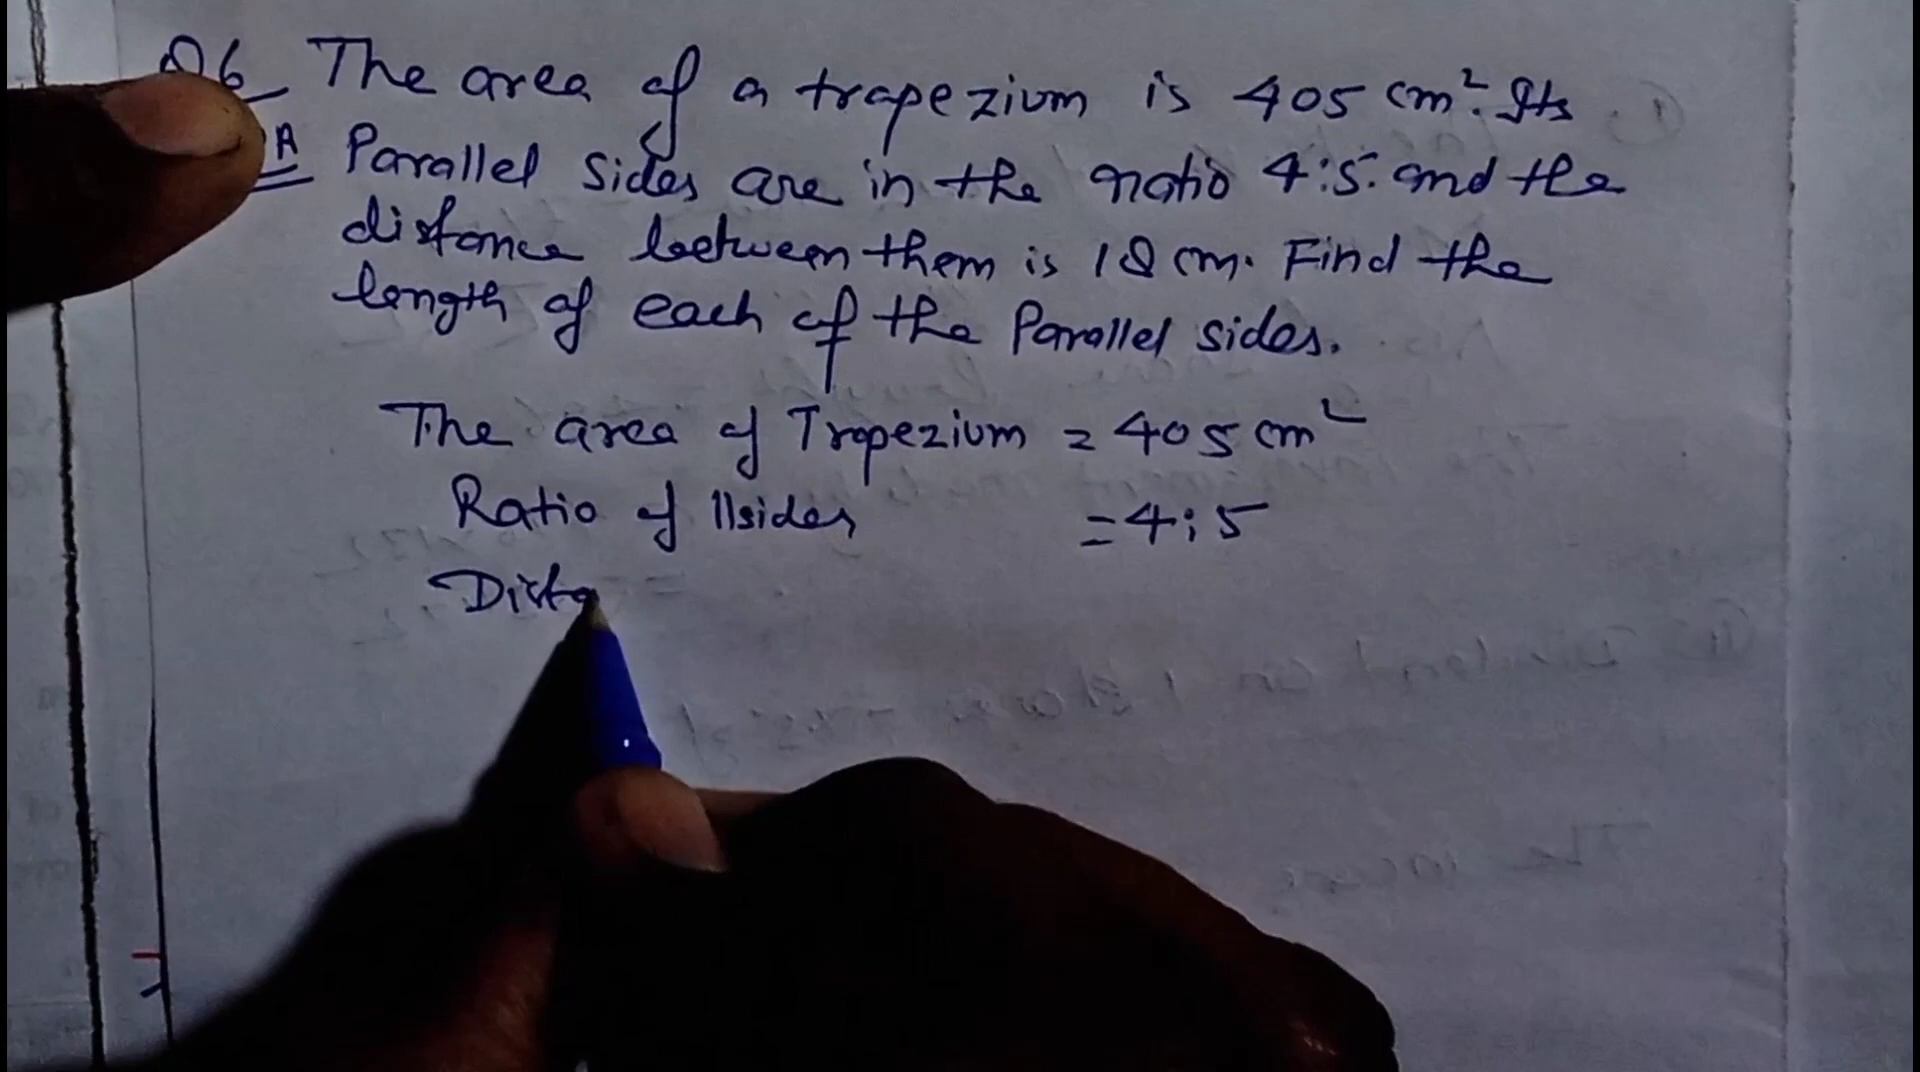 Q6 The area of a trapezium is 405 cm². Its
A Parallel sides are in the ratio 4:5. and the
distance between them is 18 cm. Find the
length of each of the Parallel sides.
The area of Trapezium = 405 cm²
Ratio of llsides = 4:5
Dista